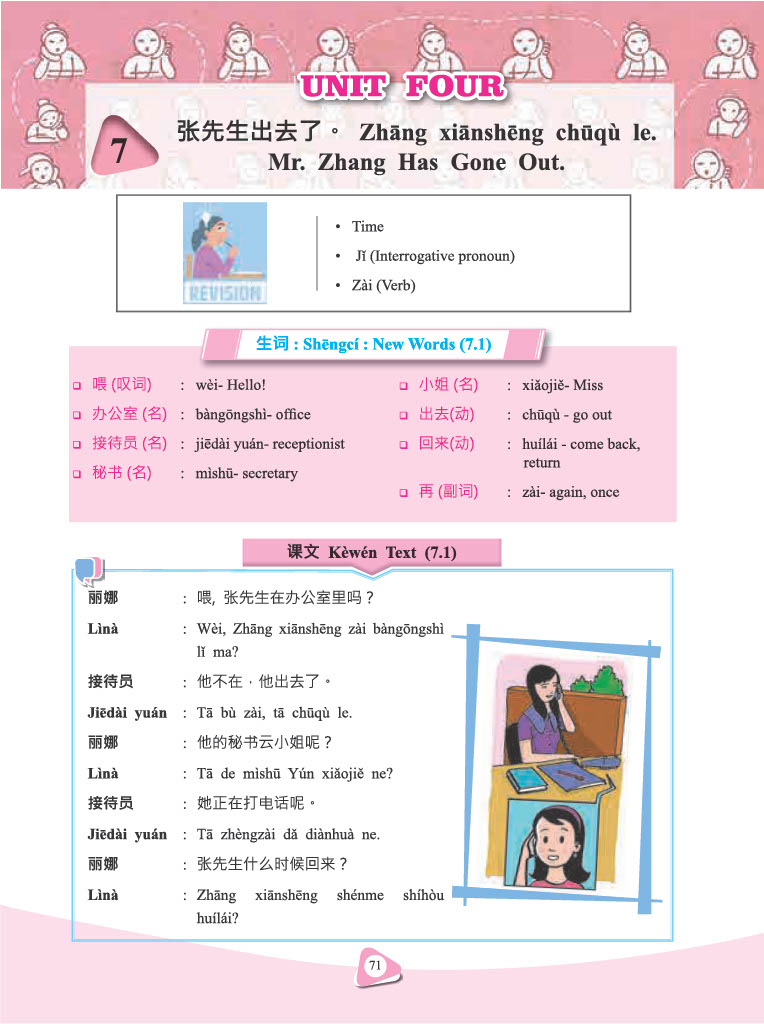 UNIT FOUR
7
张先生出去了。 Zhāng xiānshēng chūqù le.
Mr. Zhang Has Gone Out.
REVISION
• Time
• Jǐ (Interrogative pronoun)
• Zài (Verb)
生词 : Shēngcí : New Words (7.1)
❑ 喂 (叹词) : wèi- Hello!
❑ 办公室 (名) : bàngōngshì- office
❑ 接待员 (名) : jiēdài yuán- receptionist
❑ 秘书 (名) : mìshū- secretary
❑ 小姐 (名) : xiǎojiě- Miss
❑ 出去(动) : chūqù - go out
❑ 回来(动) : huílái - come back,
return
❑ 再 (副词) : zài- again, once
课文 Kèwén Text (7.1)
丽娜 : 喂, 张先生在办公室里吗？
Lìnà : Wèi, Zhāng xiānshēng zài bàngōngshì
lǐ ma?
接待员 : 他不在，他出去了。
Jiēdài yuán : Tā bù zài, tā chūqù le.
丽娜 : 他的秘书云小姐呢？
Lìnà : Tā de mìshū Yún xiǎojiě ne?
接待员 : 她正在打电话呢。
Jiēdài yuán : Tā zhèngzài dǎ diànhuà ne.
丽娜 : 张先生什么时候回来？
Lìnà : Zhāng xiānshēng shénme shíhòu
huílái?
71